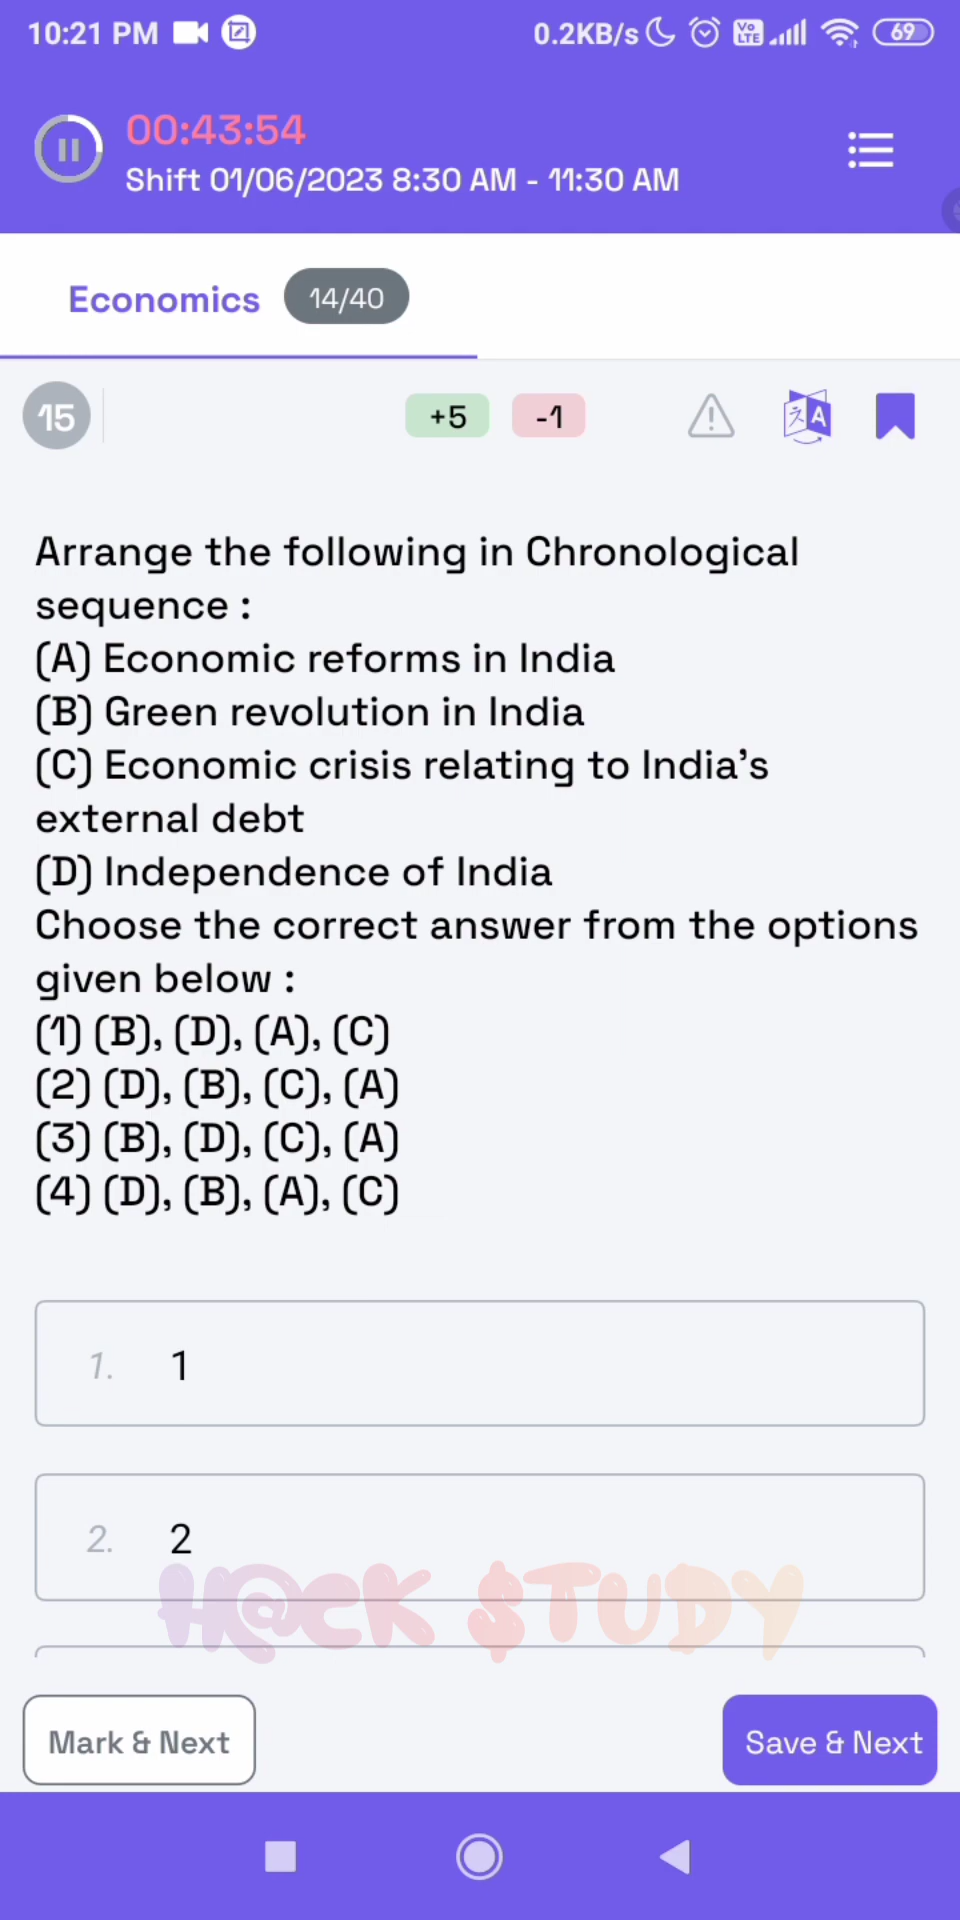 10:21 PM
0.2KB/s
Vo LTE
69
00:43:54
Shift 01/06/2023 8:30 AM - 11:30 AM
Economics 14/40
15 +5 -1
Arrange the following in Chronological
sequence :
(A) Economic reforms in India
(B) Green revolution in India
(C) Economic crisis relating to India's
external debt
(D) Independence of India
Choose the correct answer from the options
given below :
(1) (B), (D), (A), (C)
(2) (D), (B), (C), (A)
(3) (B), (D), (C), (A)
(4) (D), (B), (A), (C)
1. 1
2. 2
H@CK $TUDY
Mark & Next Save & Next